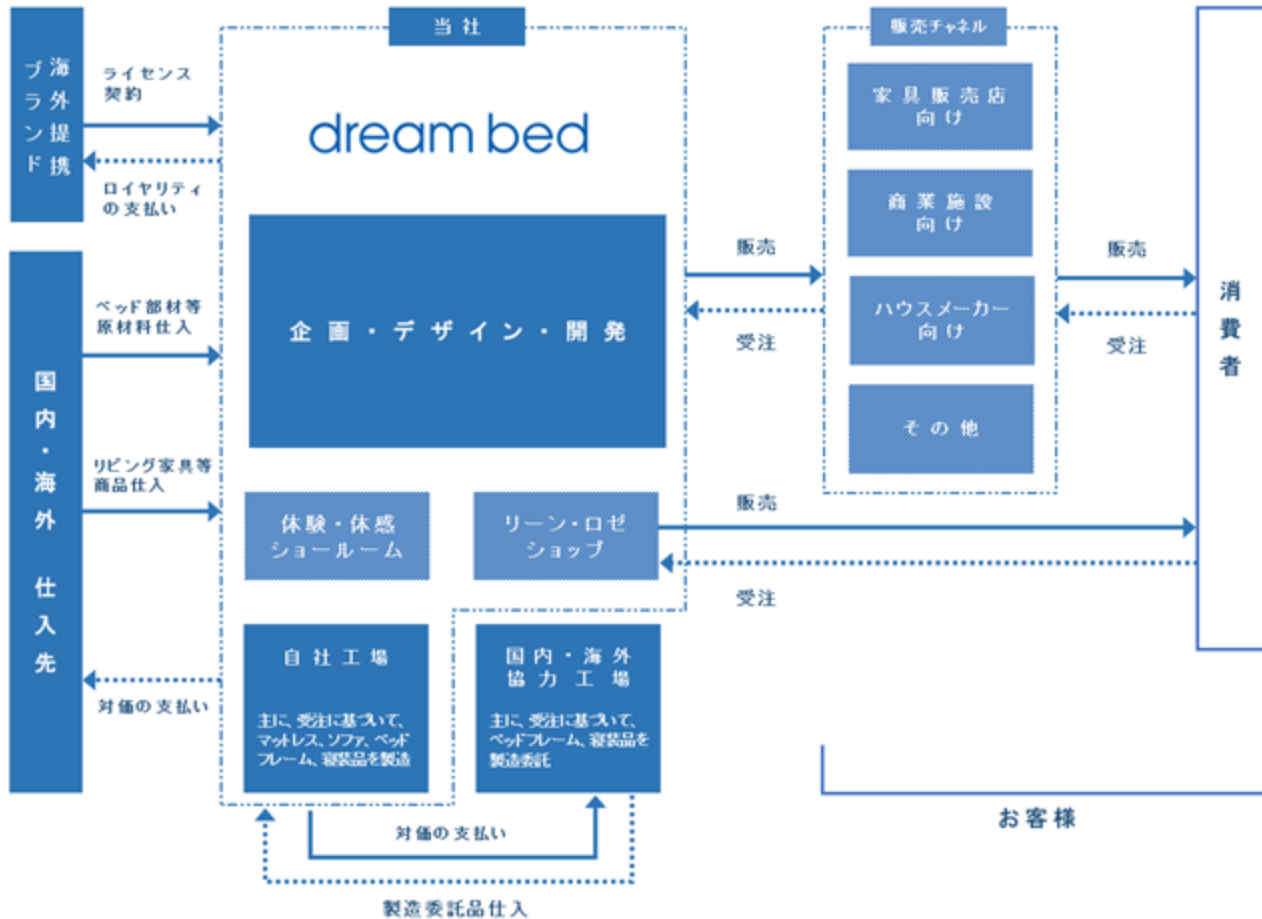 海外提携
ブランド
ライセンス
契約
ロイヤリティ
の支払い
国内・海外 仕入先
ベッド部材等
原材料仕入
リビング家具等
商品仕入
対価の支払い
当社
dream bed
企画・デザイン・開発
体験・体感
ショールーム
リーン・ロゼ
ショップ
自社工場
主に、受注に基づいて、
マットレス、ソファ、ベッド
フレーム、寝装品を製造
国内・海外
協力工場
主に、受注に基づいて、
ベッドフレーム、寝装品を
製造委託
対価の支払い
製造委託品仕入
販売
受注
販売チャネル
家具販売店
向け
商業施設
向け
ハウスメーカー
向け
その他
販売
受注
販売
受注
消費者
お客様